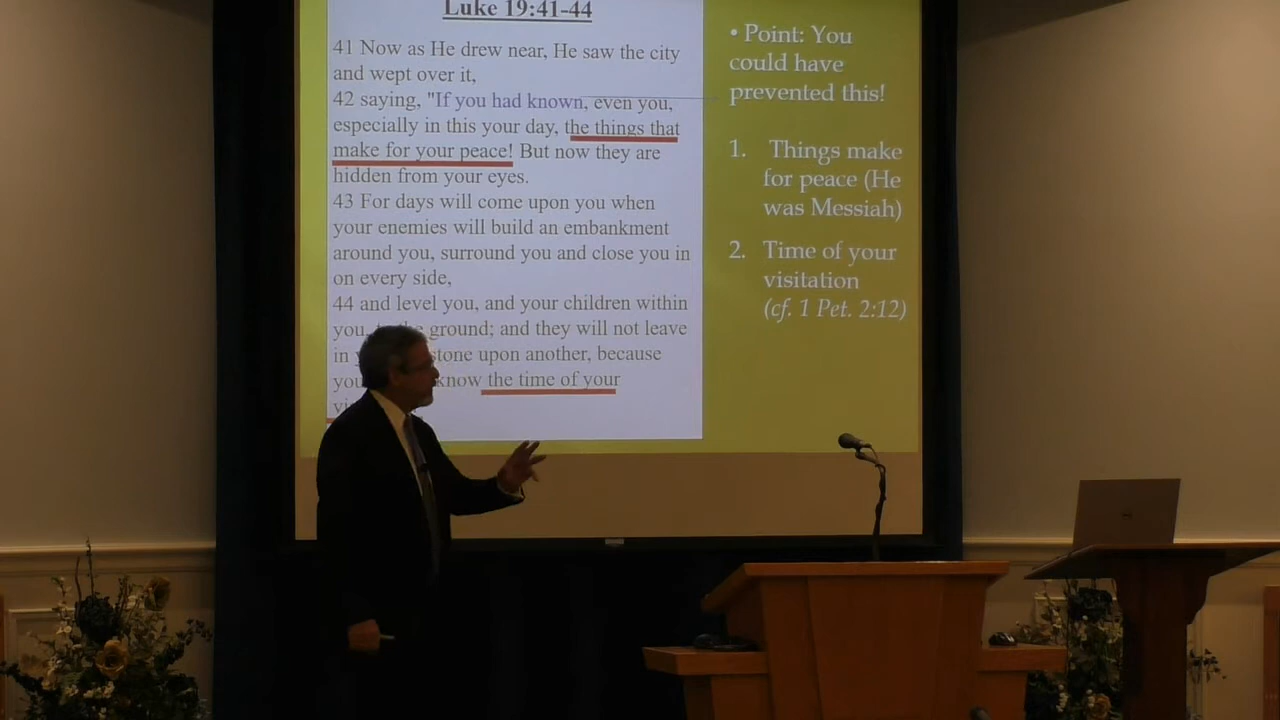 Luke 19:41-44
41 Now as He drew near, He saw the city
and wept over it,
42 saying, "If you had known, even you,
especially in this your day, the things that
make for your peace! But now they are
hidden from your eyes.
43 For days will come upon you when
your enemies will build an embankment
around you, surround you and close you in
on every side,
44 and level you, and your children within
you, ground; and they will not leave
in stone upon another, because
know the time of your
• Point: You
could have
prevented this!
1. Things make
for peace (He
was Messiah)
2. Time of your
visitation
(cf. 1 Pet. 2:12)